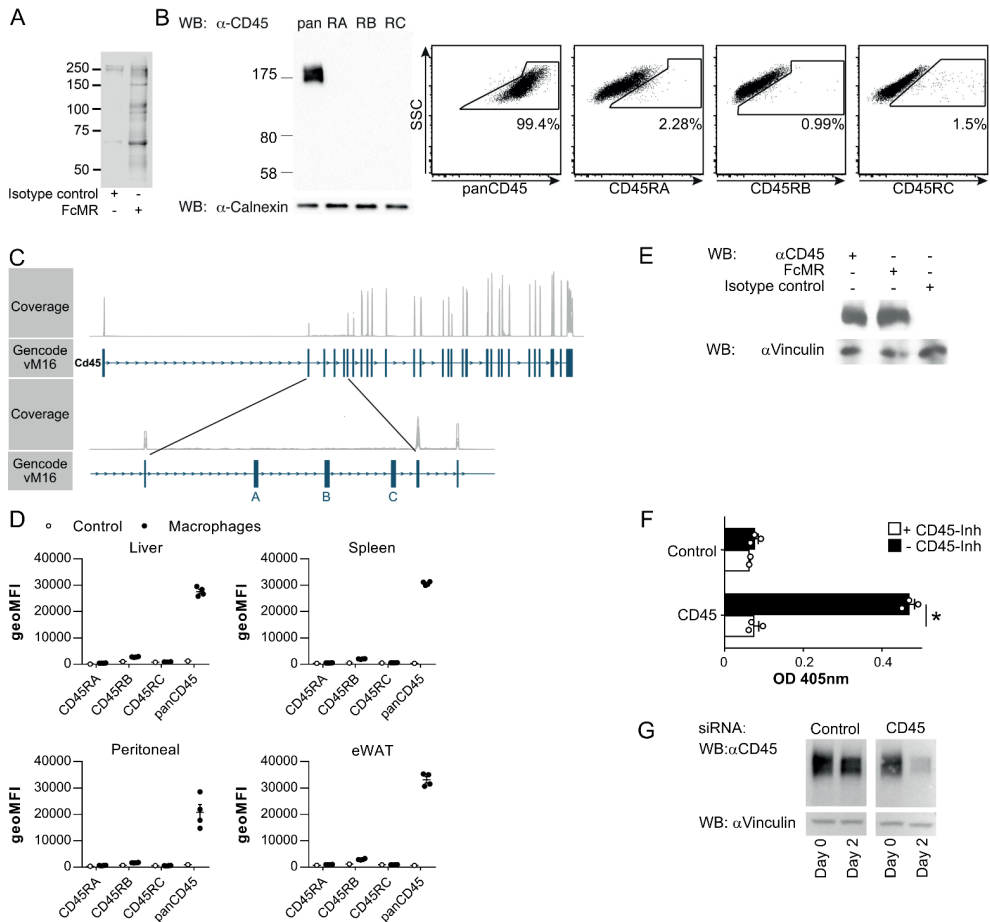 A
250
150
100
75
50
Isotype control + -
FcMR - +
B
WB: α-CD45
pan RA RB RC
175
80
58
WB: α-Calnexin
SSC
99.4%
2.28%
0.99%
1.5%
panCD45
CD45RA
CD45RB
CD45RC
C
Coverage
Gencode vM16
Cd45
Coverage
Gencode vM16
A B C
D
Control
Macrophages
Liver
geoMFI
40000
30000
20000
10000
0
CD45RA
CD45RB
CD45RC
panCD45
Spleen
geoMFI
40000
30000
20000
10000
0
CD45RA
CD45RB
CD45RC
panCD45
Peritoneal
geoMFI
40000
30000
20000
10000
0
CD45RA
CD45RB
CD45RC
panCD45
eWAT
geoMFI
40000
30000
20000
10000
0
CD45RA
CD45RB
CD45RC
panCD45
E
WB: αCD45 + - -
FcMR - + -
Isotype control - - +
WB: αVinculin
F
+ CD45-Inh
- CD45-Inh
Control
CD45
*
0 0.2 0.4
OD 405nm
G
siRNA: Control CD45
WB:αCD45
WB: αVinculin
Day 0
Day 2
Day 0
Day 2